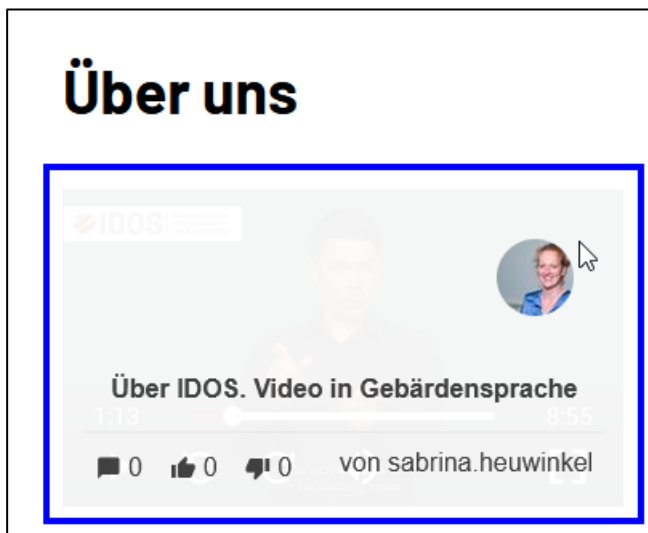 Über uns
IDOS
Über IDOS. Video in Gebärdensprache
1:13 8:55
0 0 0 von sabrina.heuwinkel